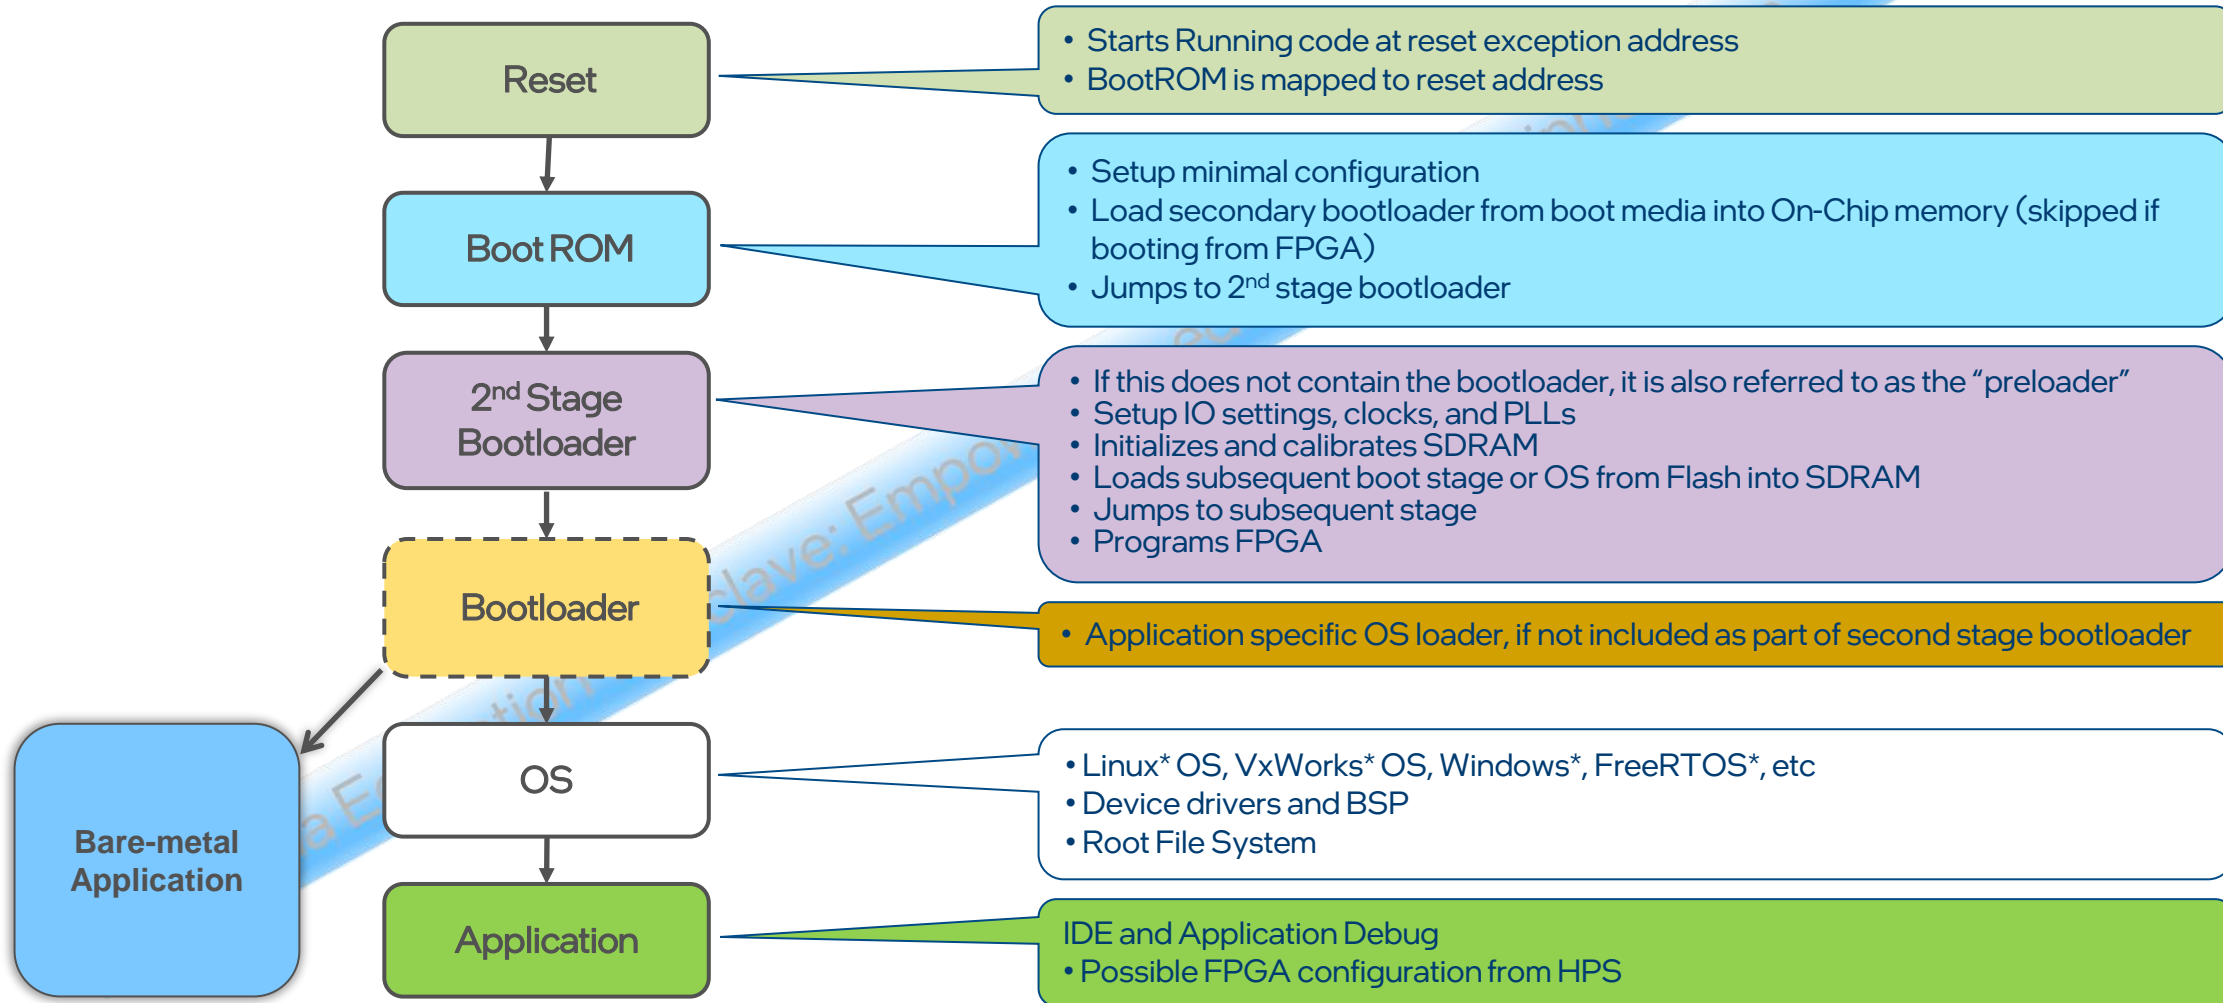 Reset
• Starts Running code at reset exception address
• BootROM is mapped to reset address
Boot ROM
• Setup minimal configuration
• Load secondary bootloader from boot media into On-Chip memory (skipped if
booting from FPGA)
• Jumps to 2nd stage bootloader
2nd Stage
Bootloader
• If this does not contain the bootloader, it is also referred to as the “preloader”
• Setup IO settings, clocks, and PLLs
• Initializes and calibrates SDRAM
• Loads subsequent boot stage or OS from Flash into SDRAM
• Jumps to subsequent stage
• Programs FPGA
Bootloader
• Application specific OS loader, if not included as part of second stage bootloader
OS
• Linux* OS, VxWorks* OS, Windows*, FreeRTOS*, etc
• Device drivers and BSP
• Root File System
Bare-metal
Application
Application
IDE and Application Debug
• Possible FPGA configuration from HPS